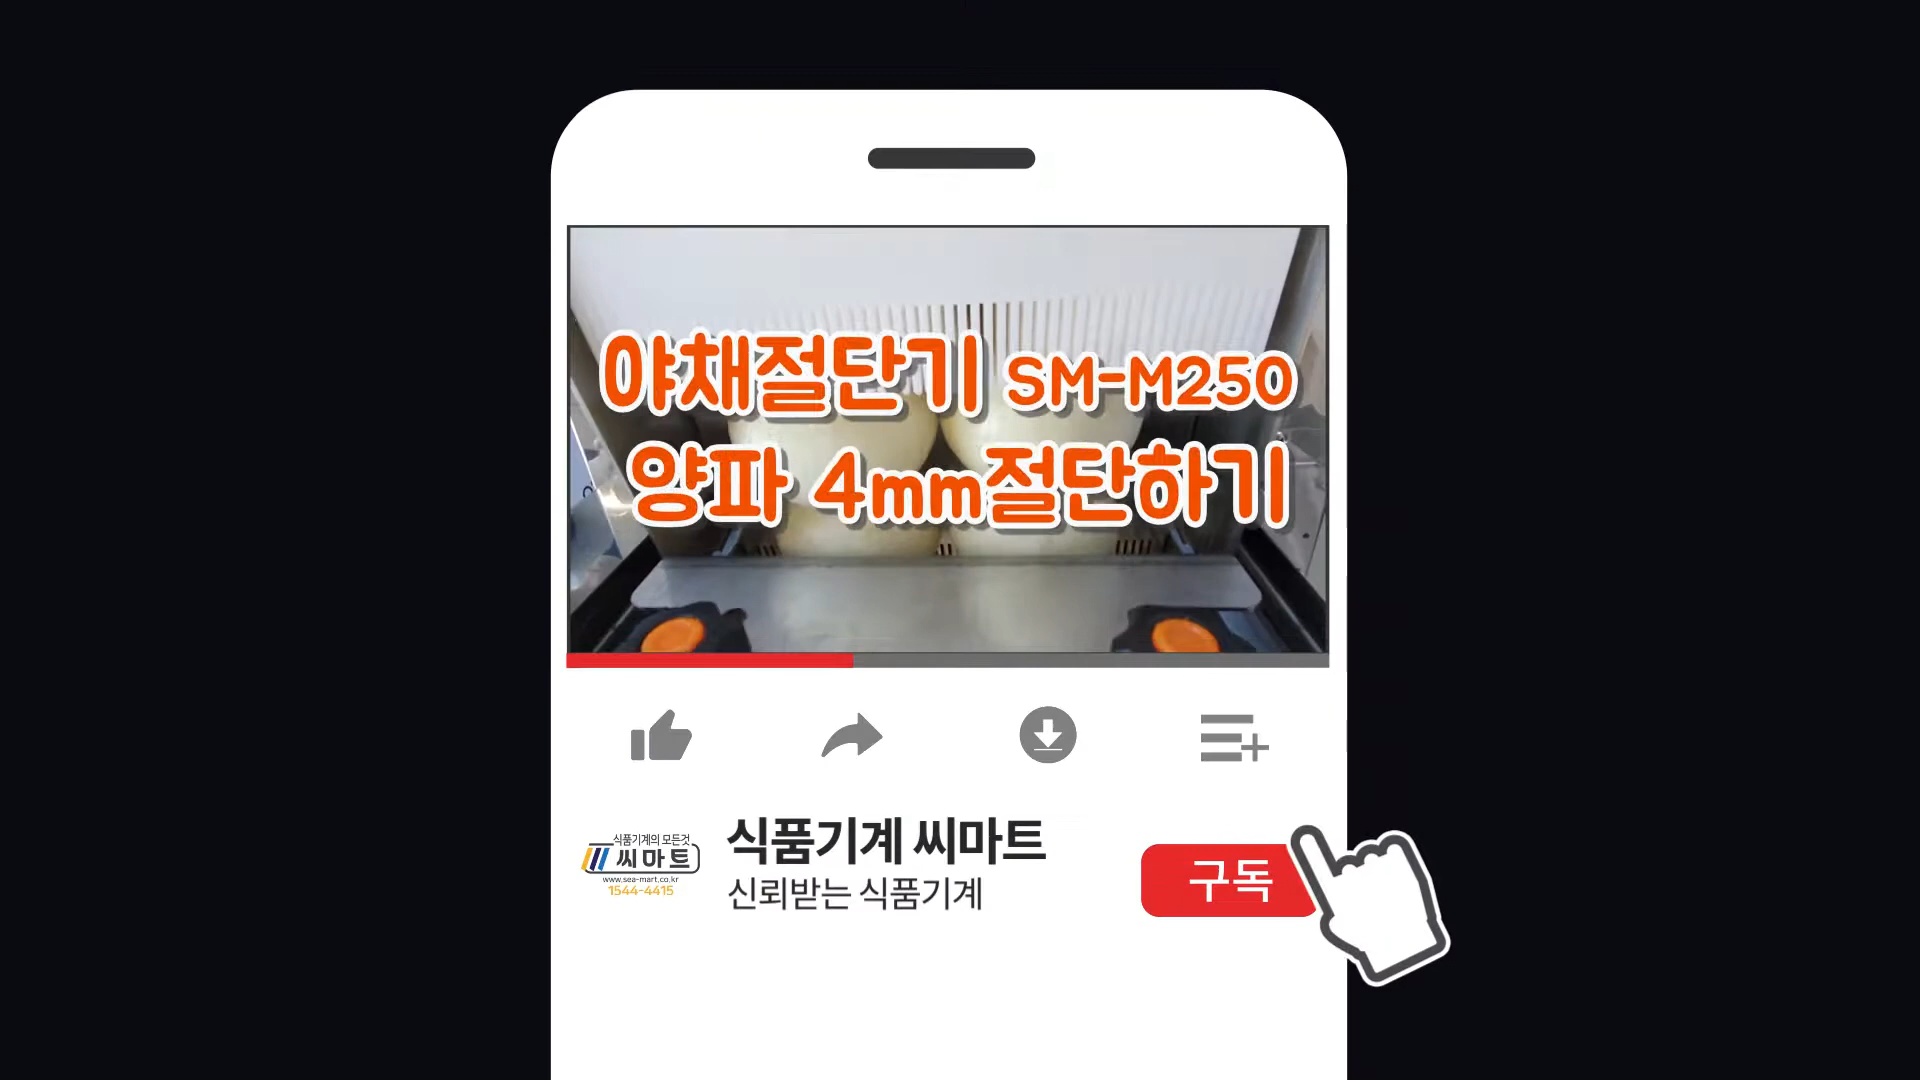 야채절단기 SM-M250
양파 4mm절단하기
식품기계의 모든것
씨마트
www.sea-mart.co.kr
1544-4415
식품기계 씨마트
신뢰받는 식품기계
구독